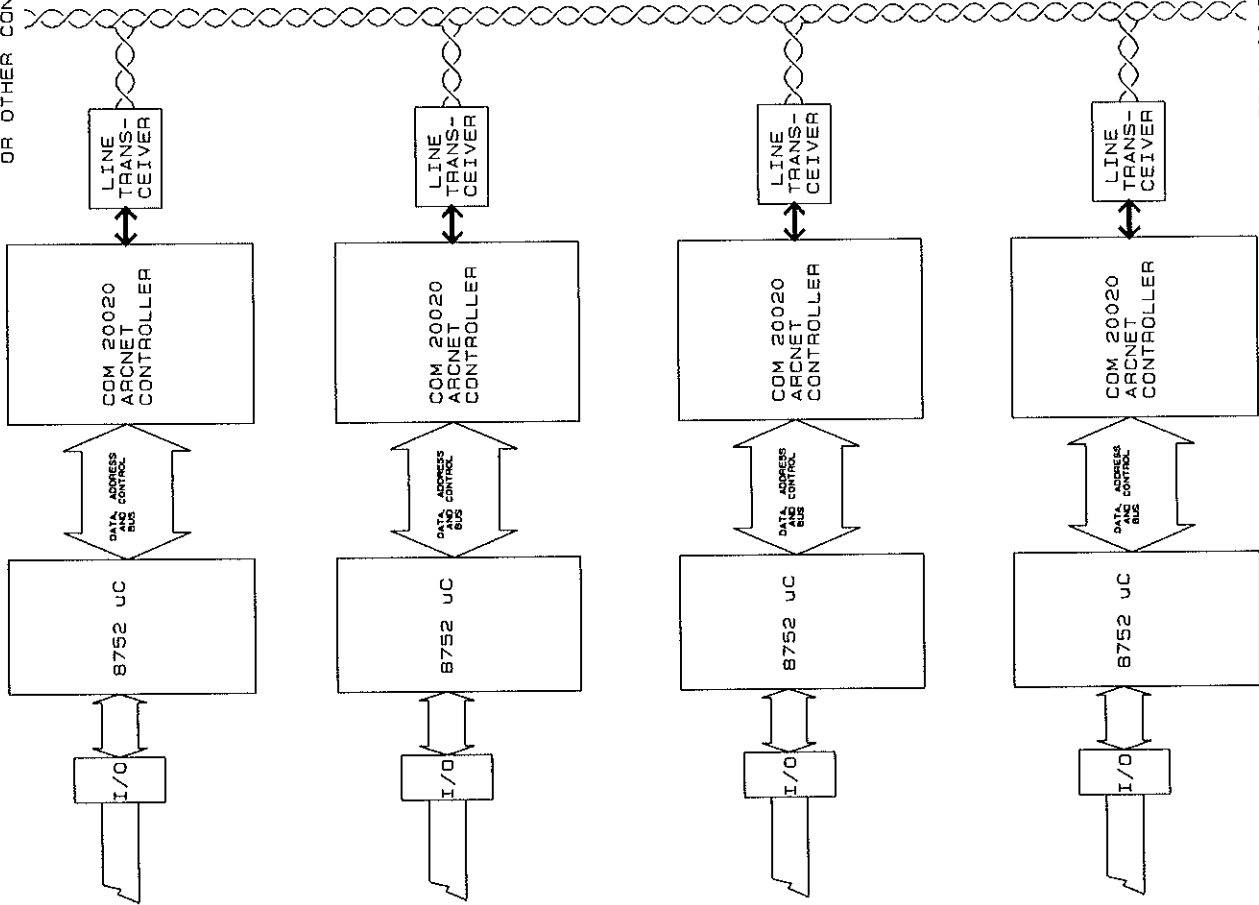 OR OTHER CON
I/O
8752 uC
DATA, ADDRESS
AND CONTROL
BUS
COM 20020
ARCNET
CONTROLLER
LINE
TRANS-
CEIVER
I/O
8752 uC
DATA, ADDRESS
AND CONTROL
BUS
COM 20020
ARCNET
CONTROLLER
LINE
TRANS-
CEIVER
I/O
8752 uC
DATA, ADDRESS
AND CONTROL
BUS
COM 20020
ARCNET
CONTROLLER
LINE
TRANS-
CEIVER
I/O
8752 uC
DATA, ADDRESS
AND CONTROL
BUS
COM 20020
ARCNET
CONTROLLER
LINE
TRANS-
CEIVER